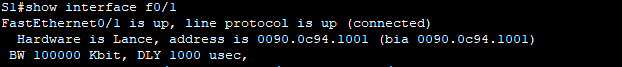 S1#show interface f0/1
FastEthernet0/1 is up, line protocol is up (connected)
Hardware is Lance, address is 0090.0c94.1001 (bia 0090.0c94.1001)
BW 100000 Kbit, DLY 1000 usec,